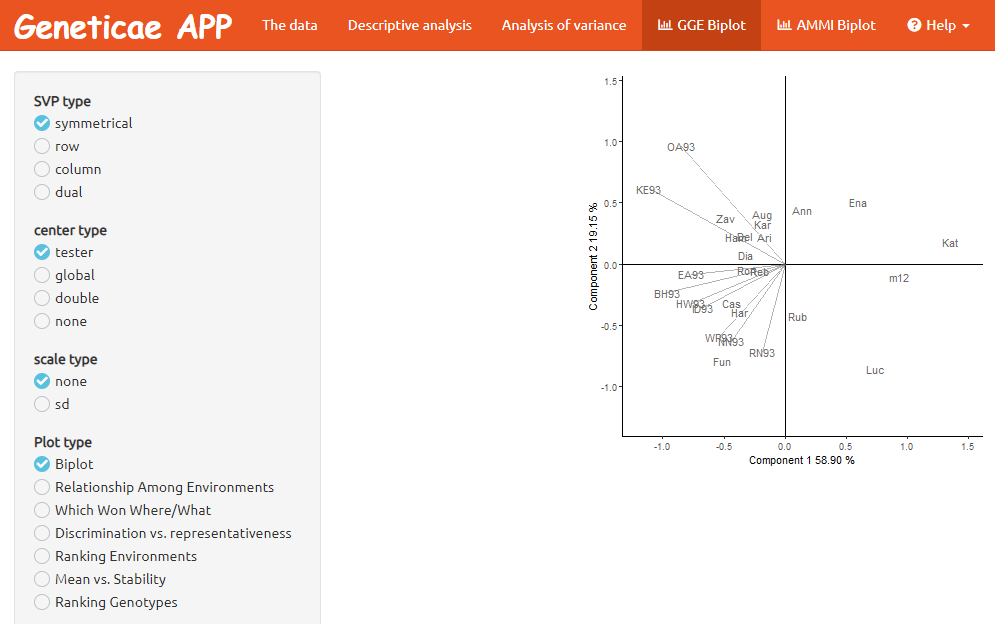 Geneticae APP
The data
Descriptive analysis
Analysis of variance
GGE Biplot
AMMI Biplot
Help
SVP type
symmetrical
row
column
dual
center type
tester
global
double
none
scale type
none
sd
Plot type
Biplot
Relationship Among Environments
Which Won Where/What
Discrimination vs. representativeness
Ranking Environments
Mean vs. Stability
Ranking Genotypes
Component 2 19.15 %
1.5
1.0
0.5
0.0
-0.5
-1.0
OA93
KE93
Ena
Ann
Aug
Zav
Kar
Del
Ari
Kat
Dia
Reb
EA93
m12
BH93
HW93
Cas
ID93
Har
Rub
WP93
NN93
RN93
Fun
Luc
-1.0
-0.5
0.0
0.5
1.0
1.5
Component 1 58.90 %